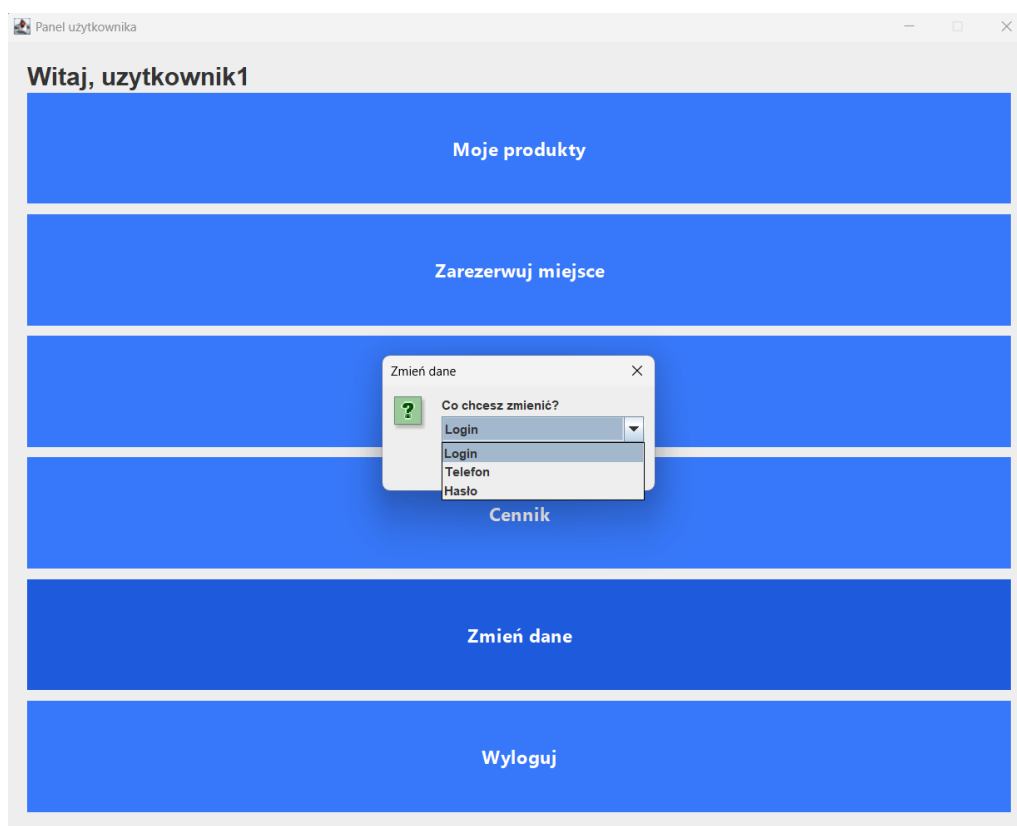 Panel użytkownika
Witaj, uzytkownik1
Moje produkty
Zarezerwuj miejsce
Zmień dane
Co chcesz zmienić?
Login
Login
Telefon
Hasło
Cennik
Zmień dane
Wyloguj